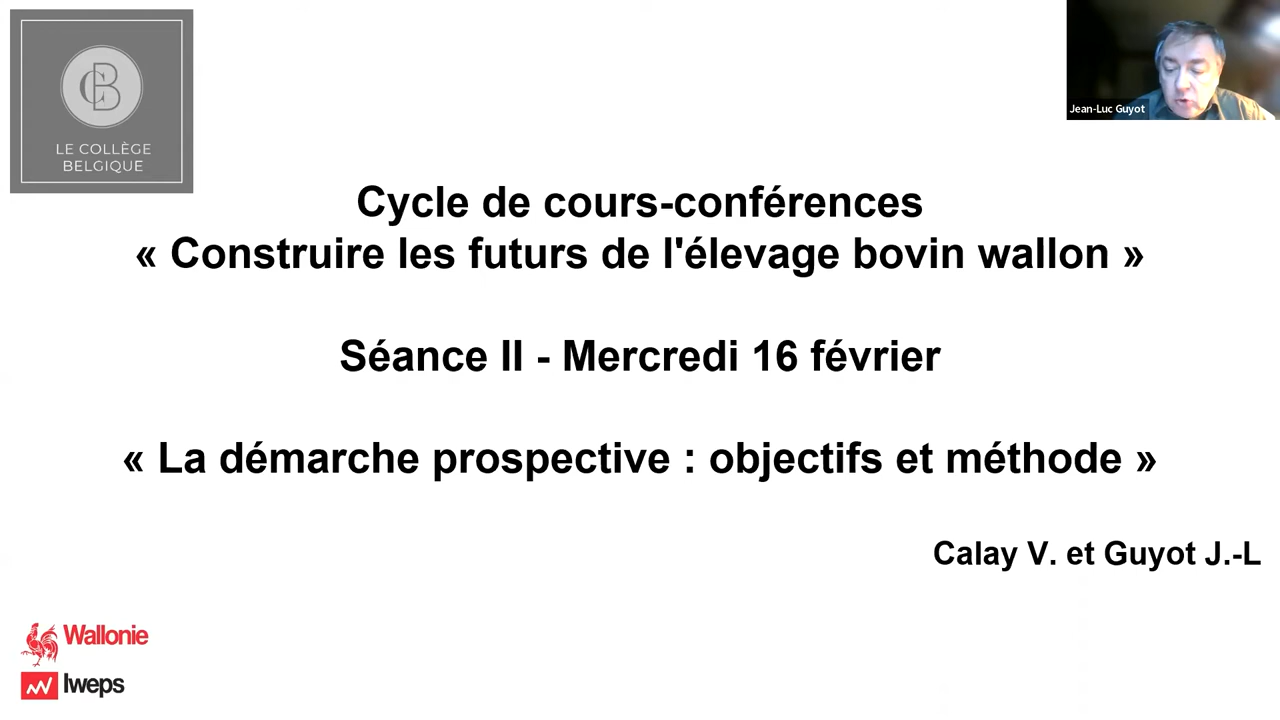 LE COLLÈGE
BELGIQUE
Jean-Luc Guyot
Cycle de cours-conférences
« Construire les futurs de l'élevage bovin wallon »
Séance II - Mercredi 16 février
« La démarche prospective : objectifs et méthode »
Calay V. et Guyot J.-L
Wallonie
Iweps